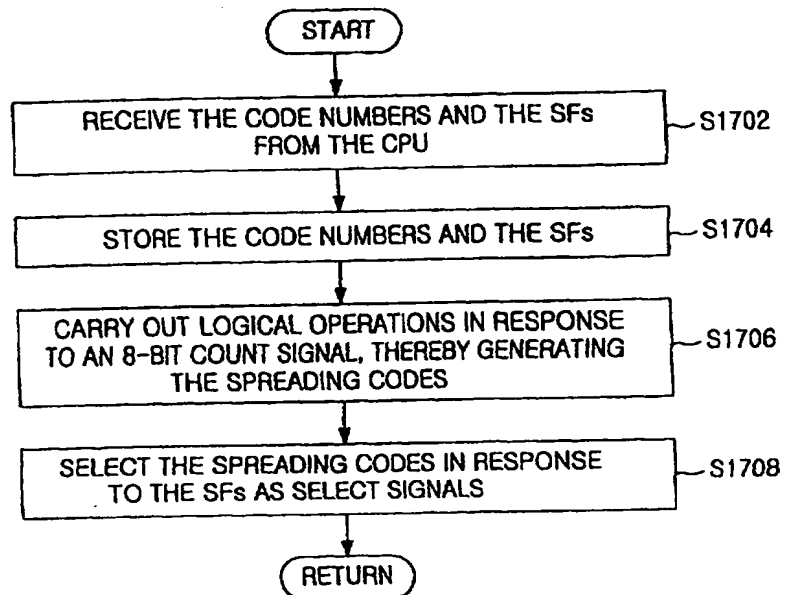 START
RECEIVE THE CODE NUMBERS AND THE SFs
FROM THE CPU
S1702
STORE THE CODE NUMBERS AND THE SFs
S1704
CARRY OUT LOGICAL OPERATIONS IN RESPONSE
TO AN 8-BIT COUNT SIGNAL, THEREBY GENERATING
THE SPREADING CODES
S1706
SELECT THE SPREADING CODES IN RESPONSE
TO THE SFs AS SELECT SIGNALS
S1708
RETURN